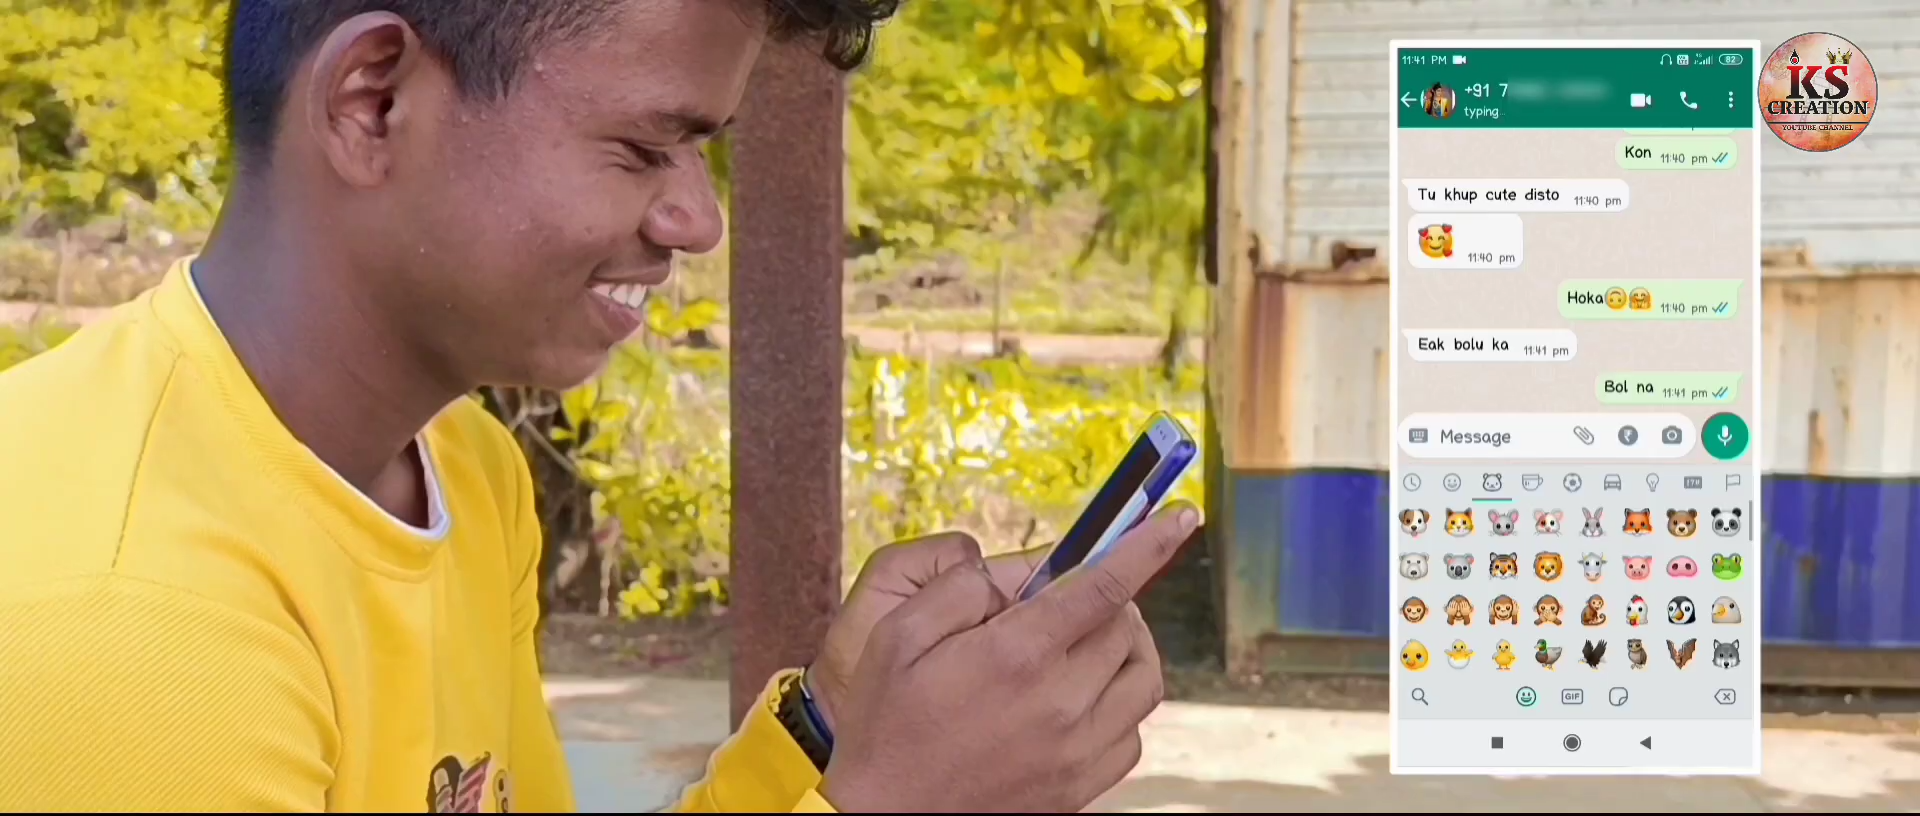 11:41 PM
82
+91 7
typing...
Kon 11:40 pm
Tu khup cute disto 11:40 pm
11:40 pm
Hoka 11:40 pm
Eak bolu ka 11:41 pm
Bol na 11:41 pm
Message
GIF
KS
CREATION
YOUTUBE CHANNEL